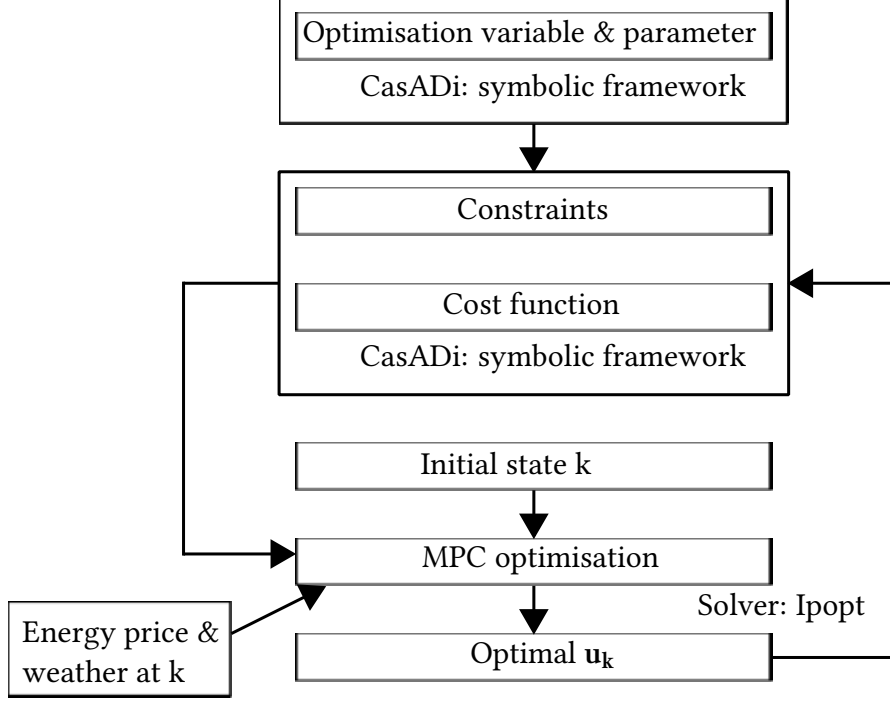 Optimisation variable & parameter
CasADi: symbolic framework
Constraints
Cost function
CasADi: symbolic framework
Initial state k
MPC optimisation
Solver: Ipopt
Energy price &
weather at k
Optimal u_k